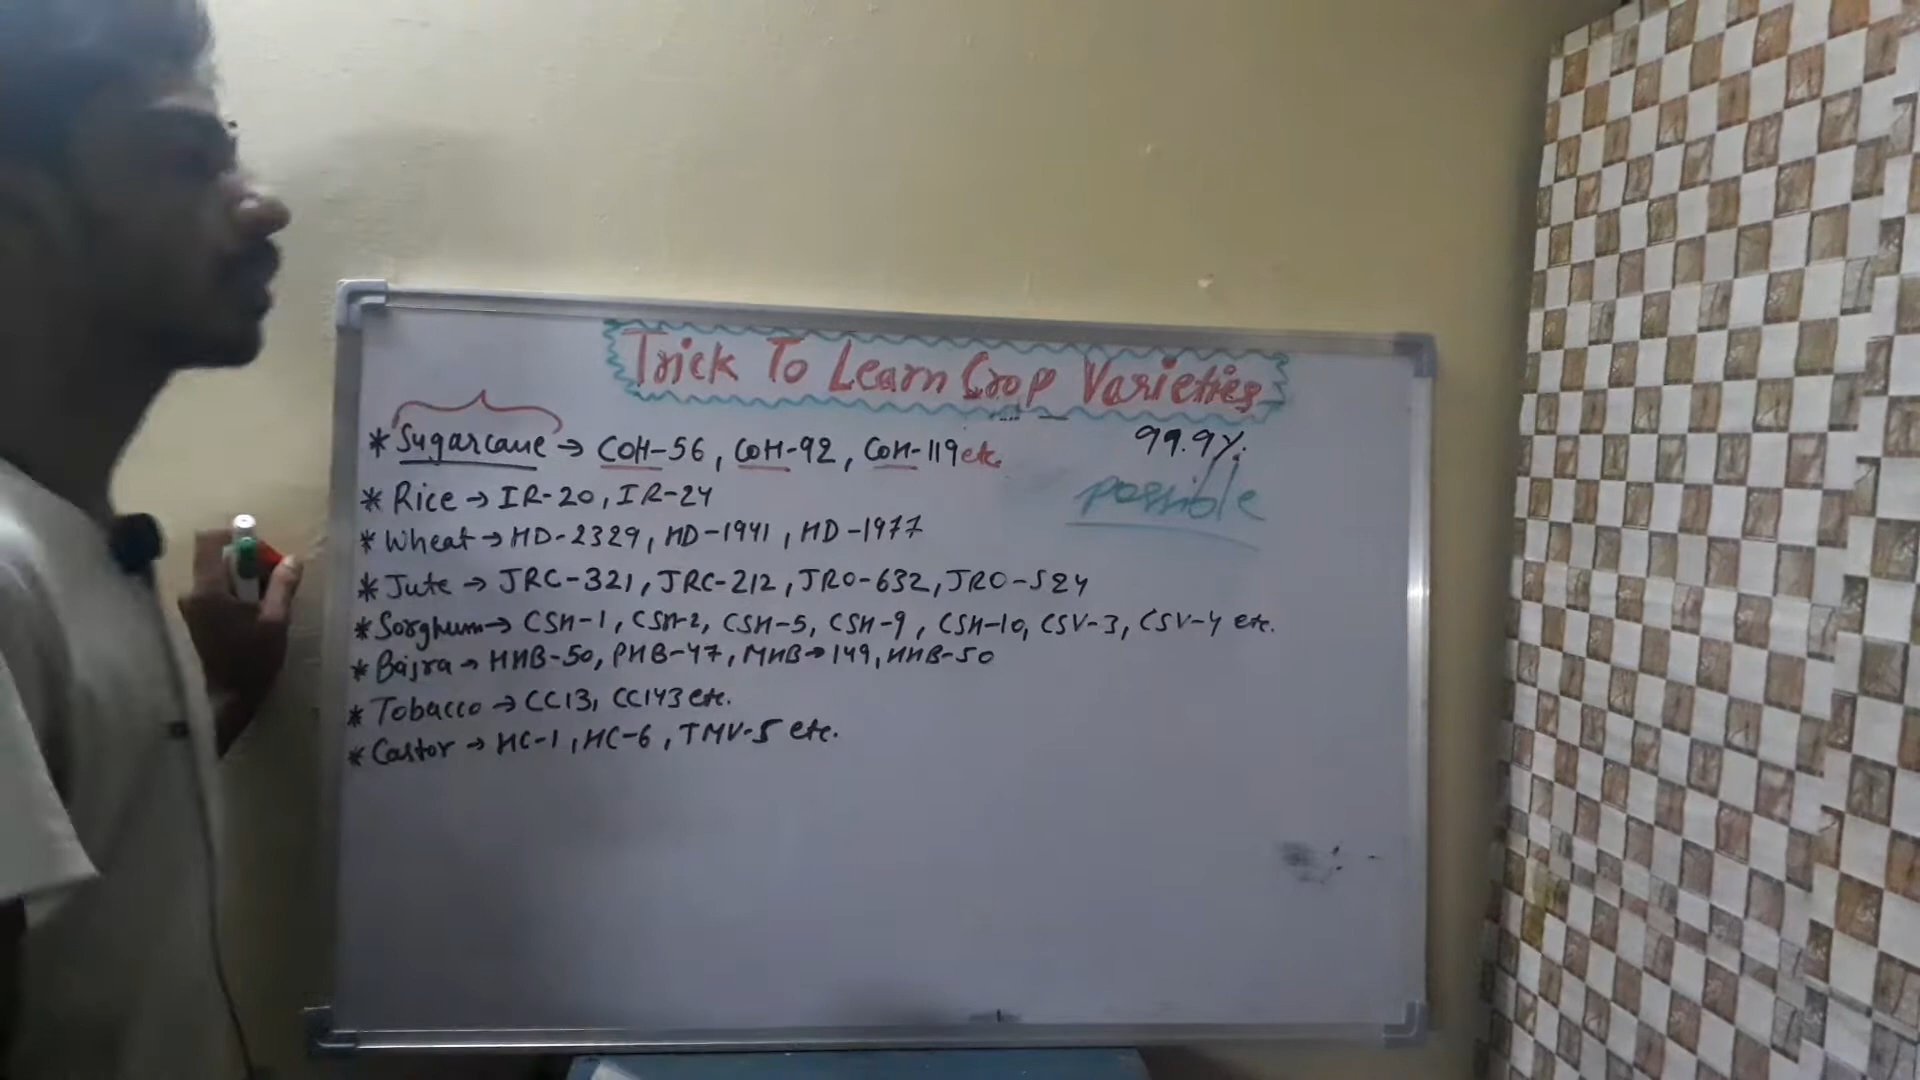 Trick To Learn Crop Varieties
99.9%
possible
* Sugarcane → COH-56, COH-92, COH-119 etc.
* Rice → IR-20, IR-24
* Wheat → HD-2329, HD-1941, HD-1977
* Jute → JRC-321, JRC-212, JRO-632, JRO-524
* Sorghum → CSH-1, CSH-2, CSH-5, CSH-9, CSH-10, CSV-3, CSV-4 etc.
* Bajra → HHB-50, PHB-47, MHB→149, HHB-50
* Tobacco → CC13, CC143 etc.
* Castor → HC-1, HC-6, TMV-5 etc.